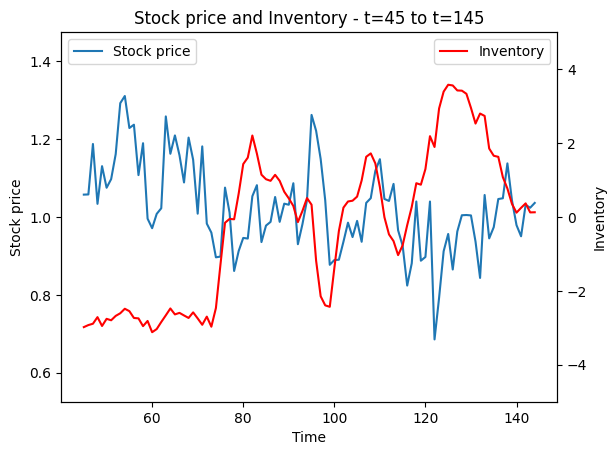 Stock price and Inventory - t=45 to t=145
Stock price
Inventory
1.4
1.2
1.0
0.8
0.6
Stock price
4
2
0
−2
−4
Inventory
60
80
100
120
140
Time